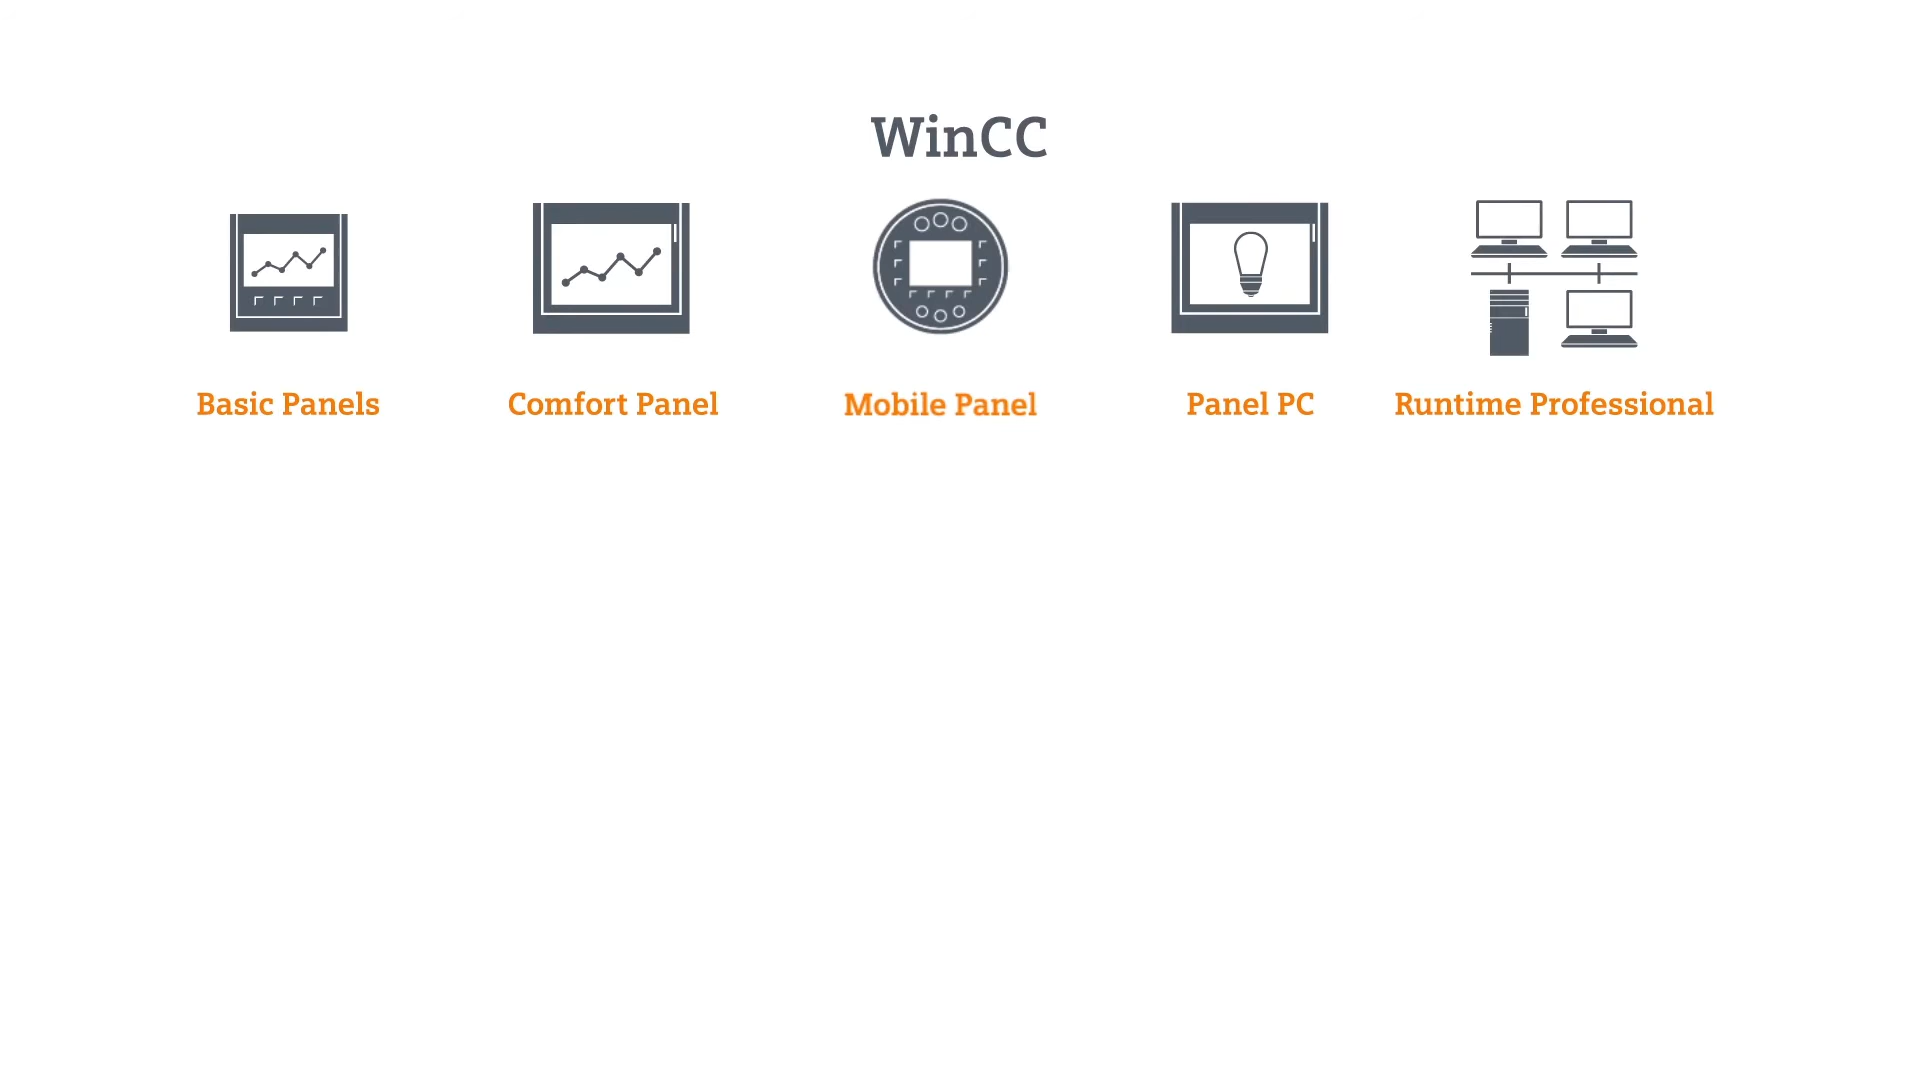 WinCC
Basic Panels
Comfort Panel
Mobile Panel
Panel PC
Runtime Professional